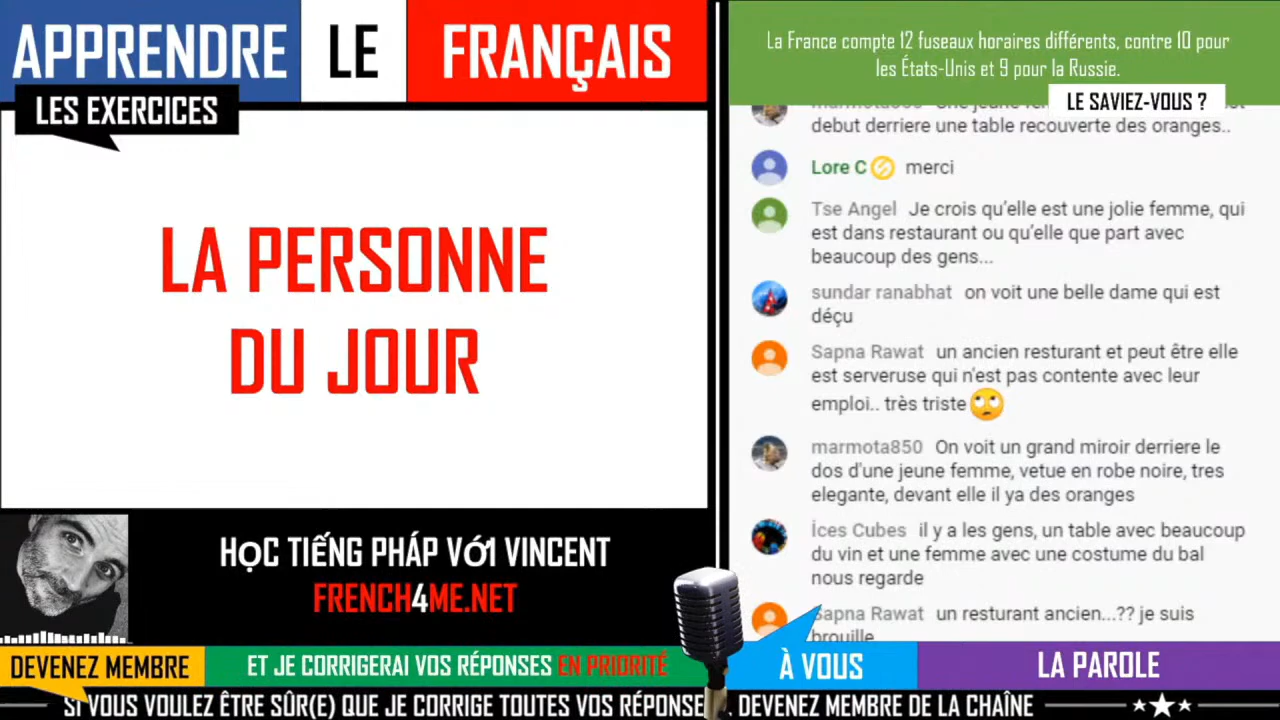 APPRENDRE LE FRANÇAIS
LES EXERCICES
LA PERSONNE
DU JOUR
HỌC TIẾNG PHÁP VỚI VINCENT
FRENCH4ME.NET
DEVENEZ MEMBRE
ET JE CORRIGERAI VOS RÉPONSES EN PRIORITÉ
La France compte 12 fuseaux horaires différents, contre 10 pour
les États-Unis et 9 pour la Russie.
LE SAVIEZ-VOUS ?
debut derriere une table recouverte des oranges..
Lore C merci
Tse Angel Je crois qu'elle est une jolie femme, qui
est dans restaurant ou qu'elle que part avec
beaucoup des gens...
sundar ranabhat on voit une belle dame qui est
déçu
Sapna Rawat un ancien resturant et peut être elle
est serveruse qui n'est pas contente avec leur
emploi.. très triste
marmota850 On voit un grand miroir derriere le
dos d'une jeune femme, vetue en robe noire, tres
elegante, devant elle il ya des oranges
İces Cubes il y a les gens, un table avec beaucoup
du vin et une femme avec une costume du bal
nous regarde
Sapna Rawat un resturant ancien...?? je suis
brouille
À VOUS
LA PAROLE
SI VOUS VOULEZ ÊTRE SÛR(E) QUE JE CORRIGE TOUTES VOS RÉPONSE DEVENEZ MEMBRE DE LA CHAÎNE